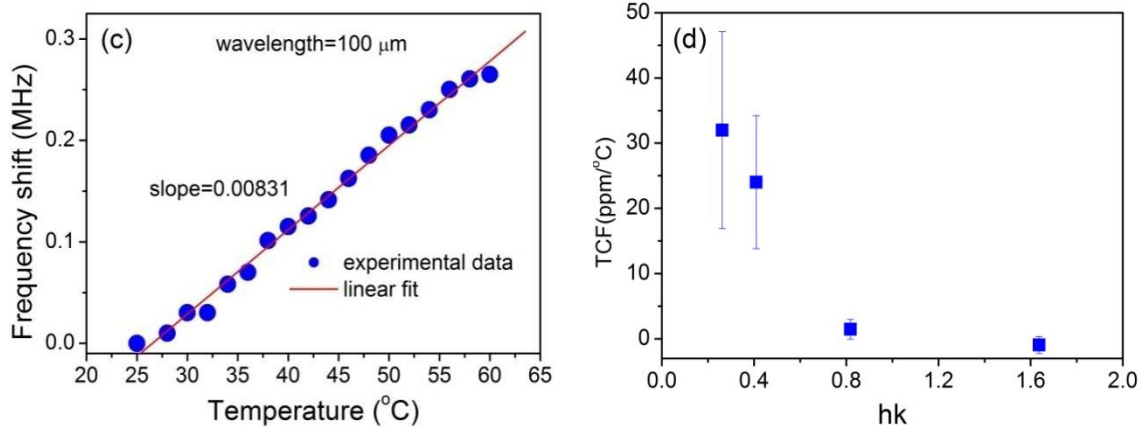 (c)
wavelength=100 μm
slope=0.00831
experimental data
linear fit
Frequency shift (MHz)
0.3
0.2
0.1
0.0
20 25 30 35 40 45 50 55 60 65
Temperature (°C)
(d)
TCF(ppm/°C)
50
40
30
20
10
0
0.0 0.4 0.8 1.2 1.6 2.0
hk